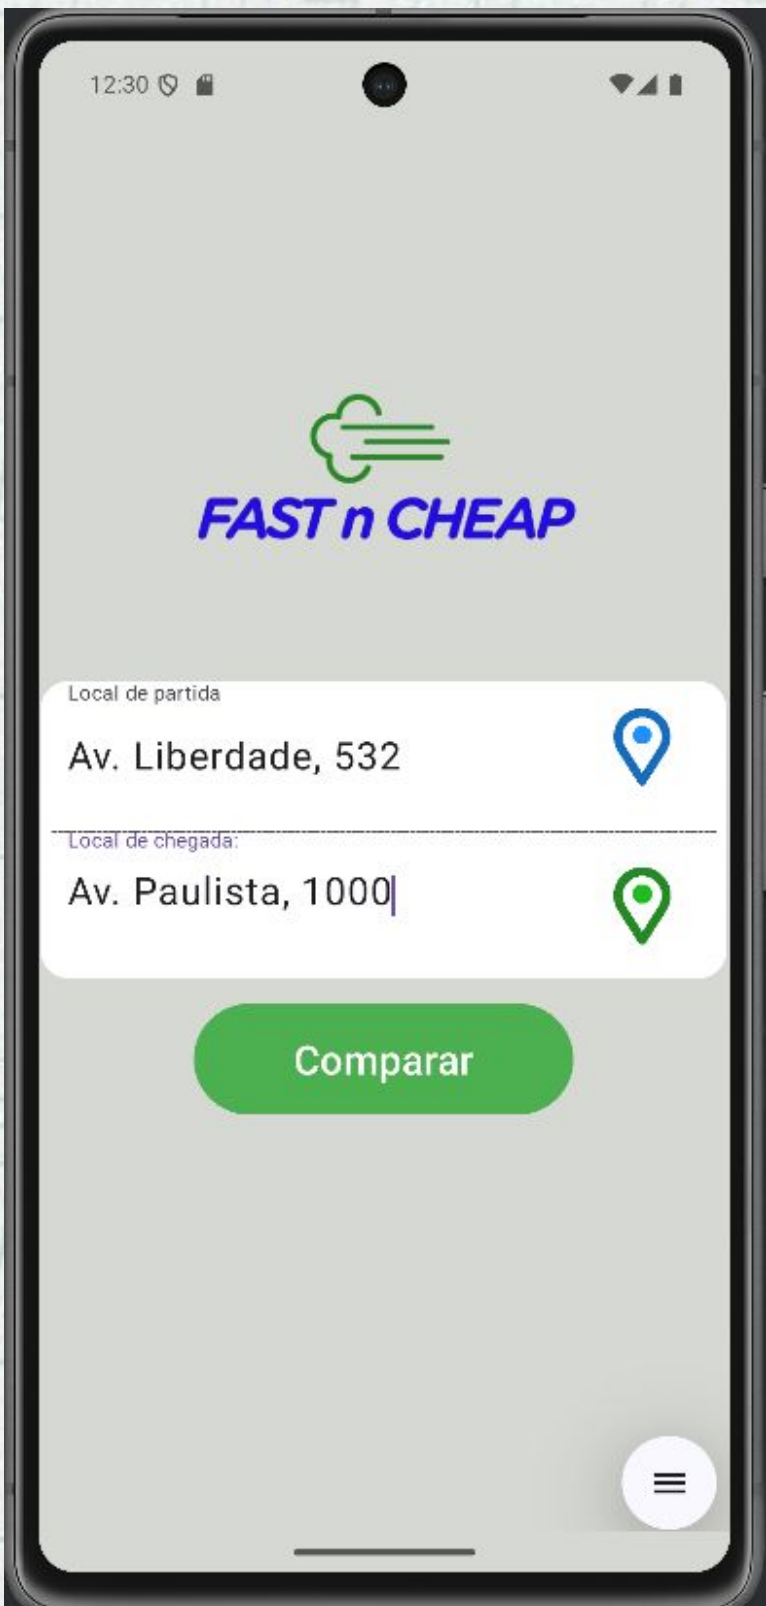 12:30
FAST n CHEAP
Local de partida
Av. Liberdade, 532
Local de chegada:
Av. Paulista, 1000
Comparar